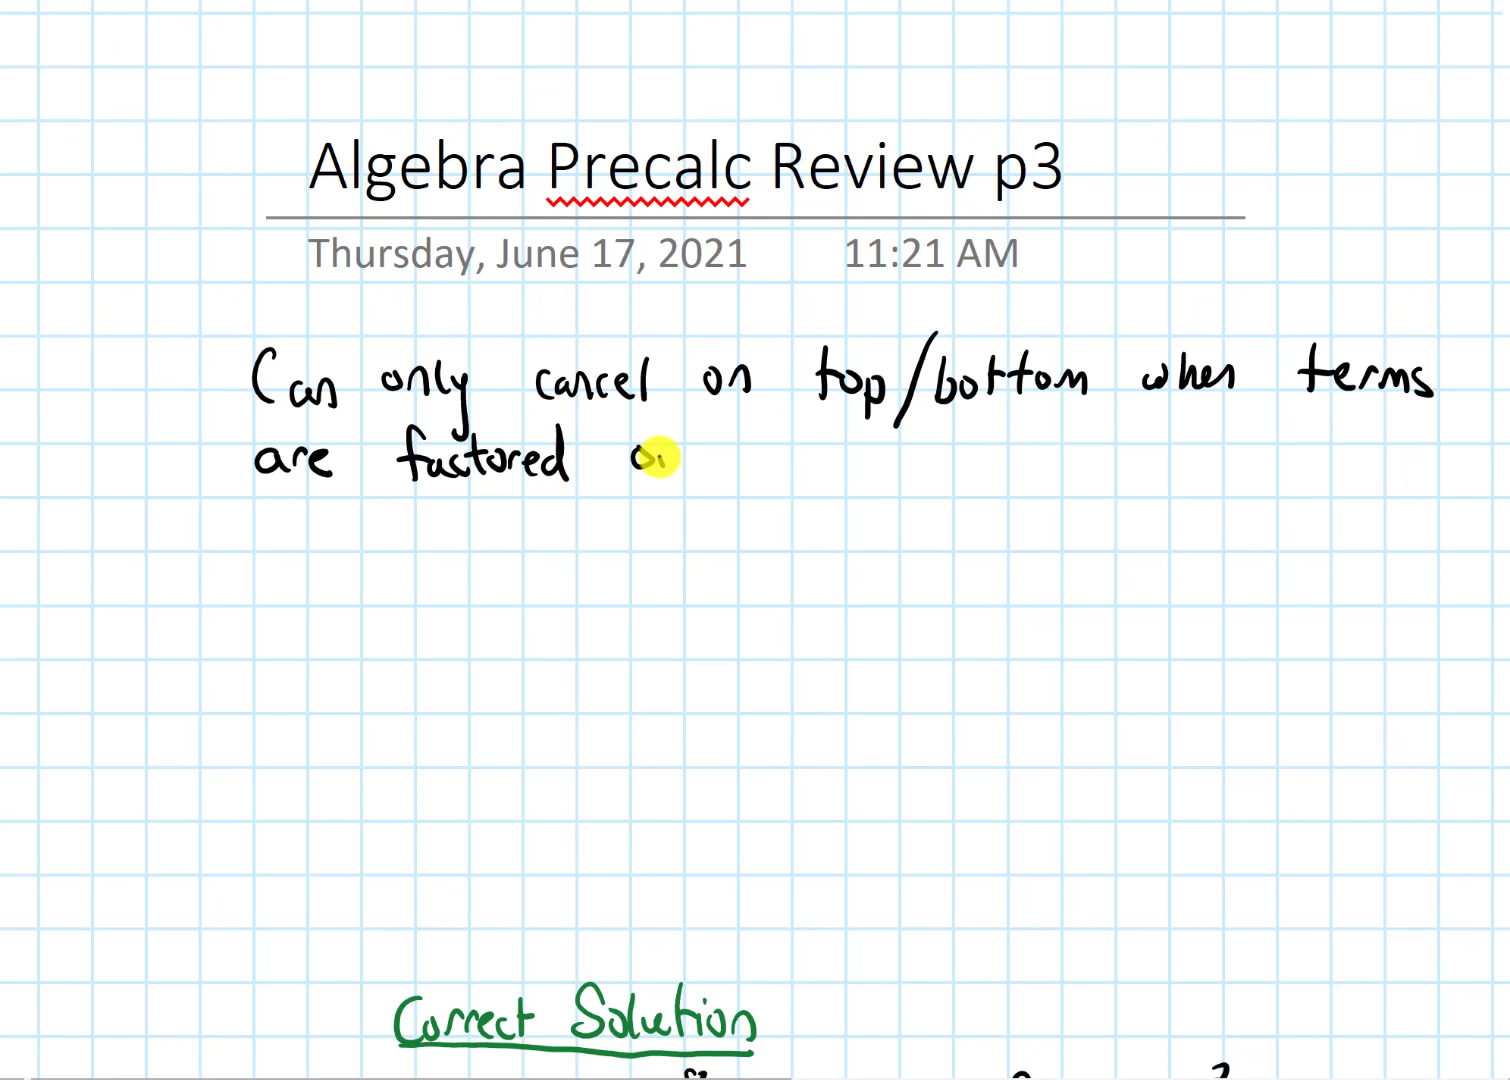 Algebra Precalc Review p3
Thursday, June 17, 2021 11:21 AM
Can only cancel on top/bottom when terms
are factored
Correct Solution